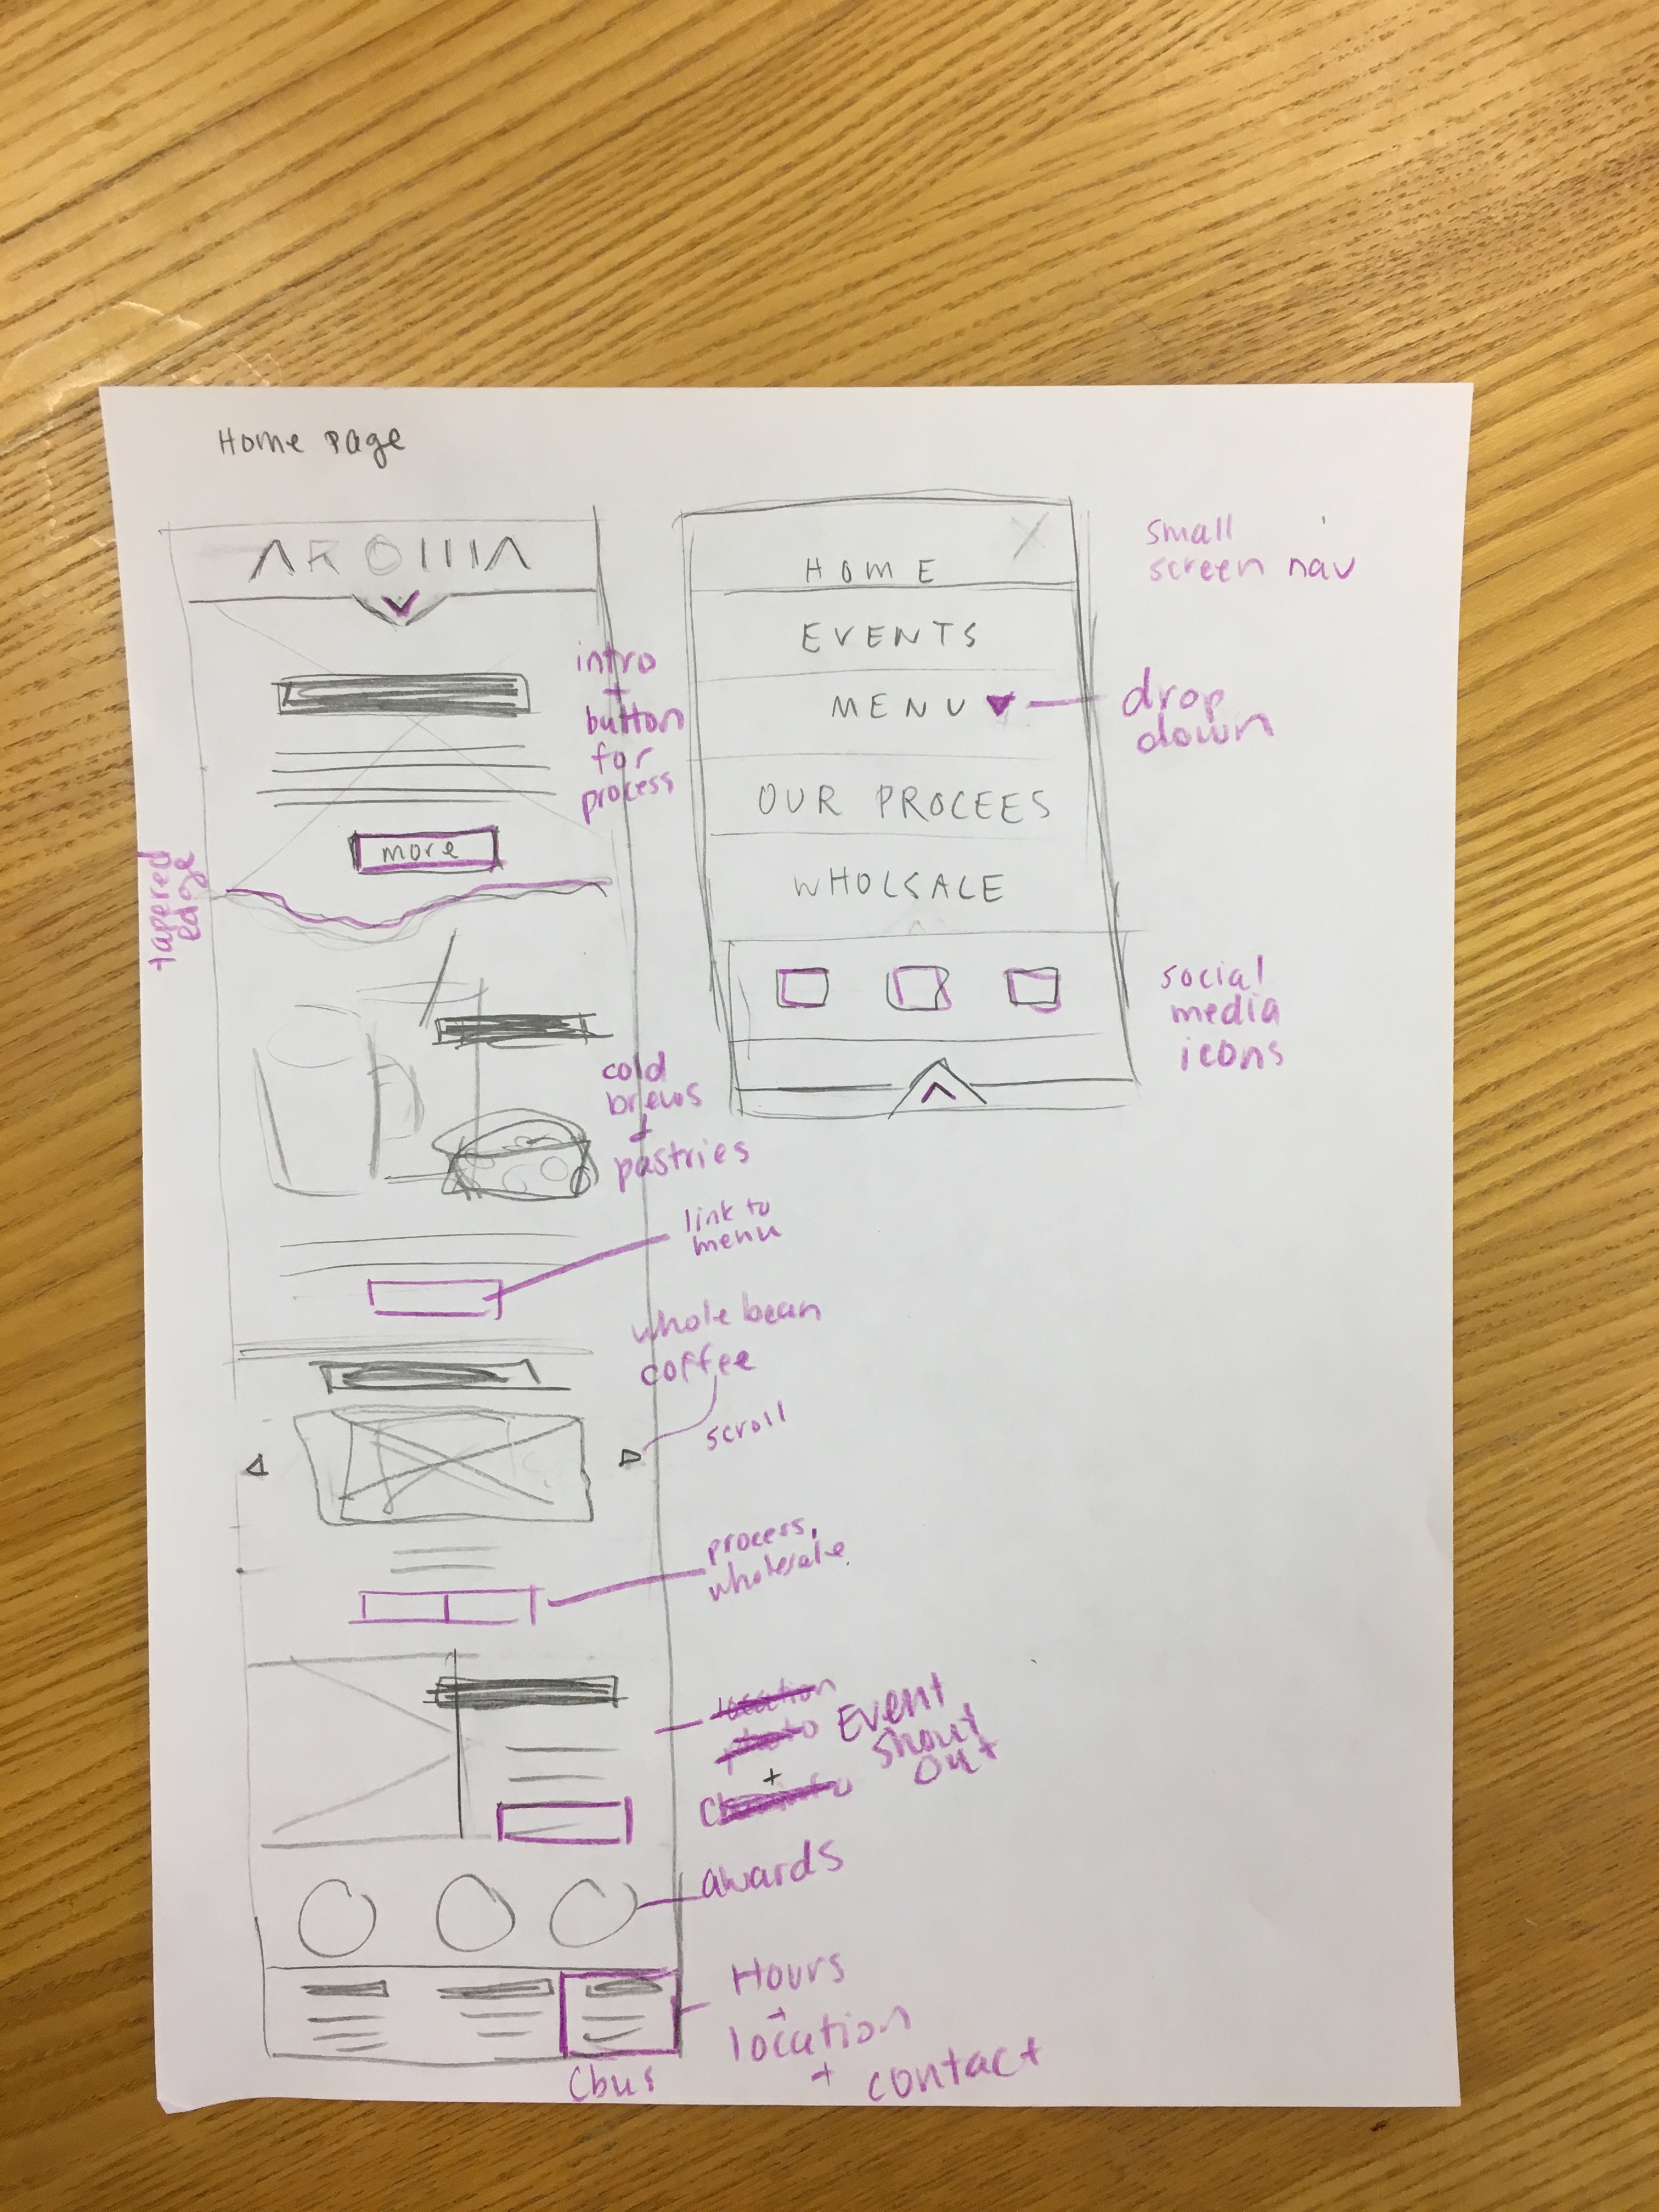 Home page
AROMA
intro
+
button
for
process
more
tapered
edge
cold
brews
+
pastries
link to
menu
whole bean
coffee
scroll
process,
wholesale
+
Event
shout
out
awards
Hours
+
location
+ contact
Cbus
X
HOME
EVENTS
MENU
OUR PROCEES
WHOLSALE
small
screen nav
drop
down
social
media
icons